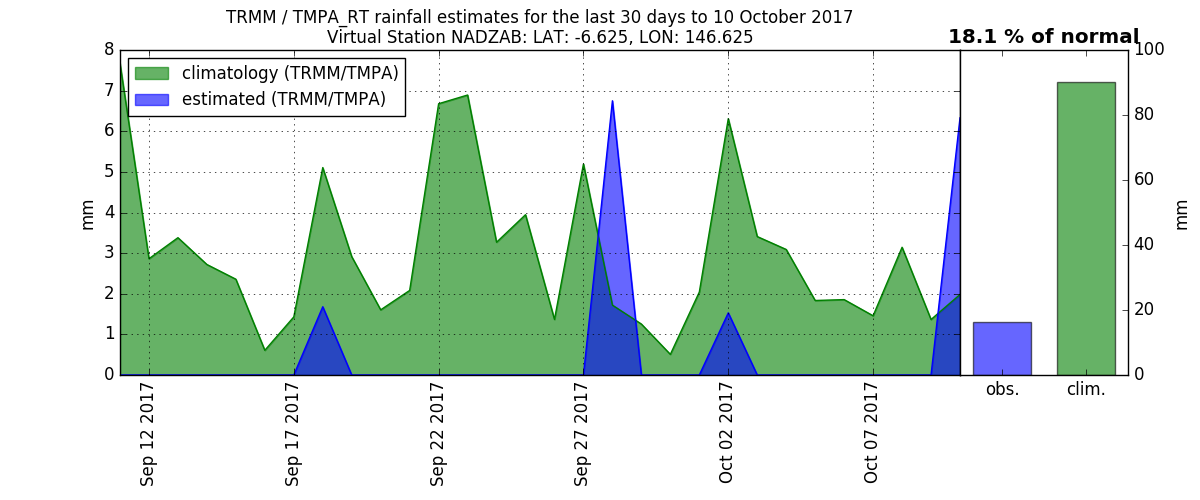 TRMM / TMPA_RT rainfall estimates for the last 30 days to 10 October 2017
Virtual Station NADZAB: LAT: -6.625, LON: 146.625
18.1 % of normal
climatology (TRMM/TMPA)
estimated (TRMM/TMPA)
8
7
6
5
4
3
2
1
0
mm
100
80
60
40
20
0
mm
Sep 12 2017
Sep 17 2017
Sep 22 2017
Sep 27 2017
Oct 02 2017
Oct 07 2017
obs.
clim.